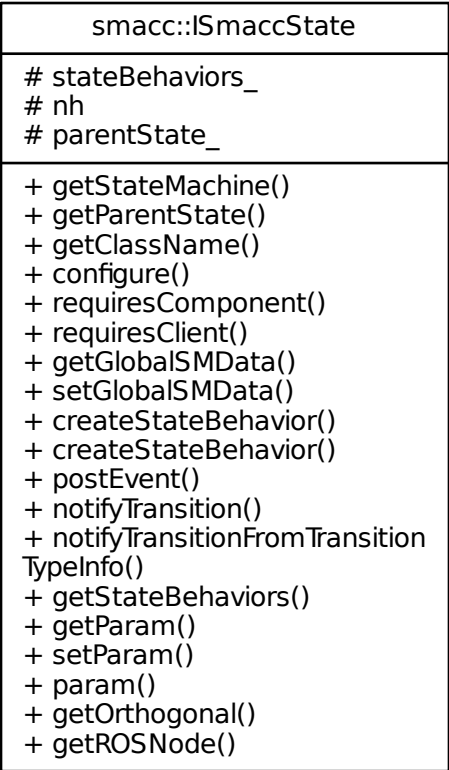 smacc::ISmaccState
# stateBehaviors_
# nh
# parentState_
+ getStateMachine()
+ getParentState()
+ getClassName()
+ configure()
+ requiresComponent()
+ requiresClient()
+ getGlobalSMData()
+ setGlobalSMData()
+ createStateBehavior()
+ createStateBehavior()
+ postEvent()
+ notifyTransition()
+ notifyTransitionFromTransition
TypeInfo()
+ getStateBehaviors()
+ getParam()
+ setParam()
+ param()
+ getOrthogonal()
+ getROSNode()